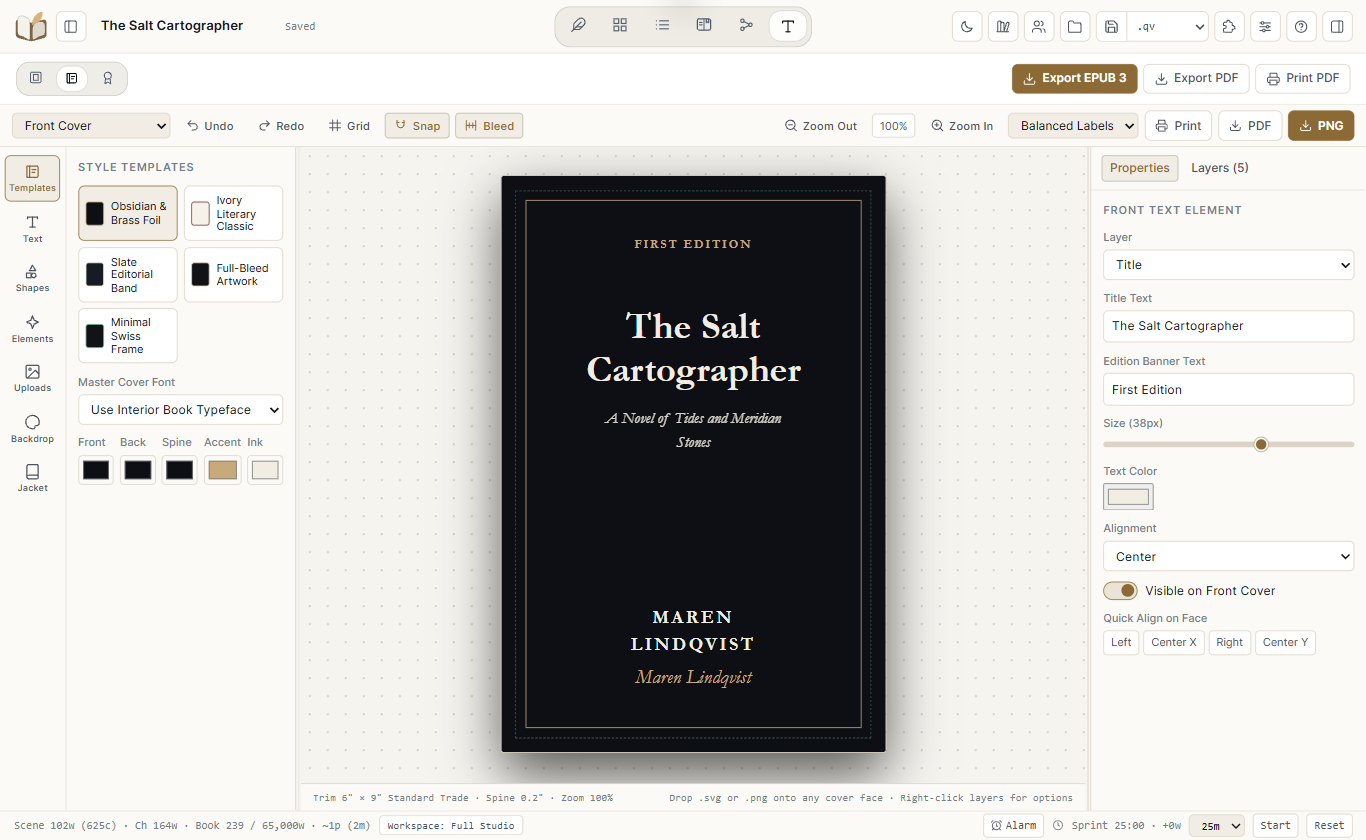 The Salt Cartographer
Saved
.qv
Export EPUB 3
Export PDF
Print PDF
Front Cover
Undo
Redo
Grid
Snap
Bleed
Zoom Out
100%
Zoom In
Balanced Labels
Print
PDF
PNG
Templates
Text
Shapes
Elements
Uploads
Backdrop
Jacket
STYLE TEMPLATES
Obsidian &
Brass Foil
Ivory
Literary
Classic
Slate
Editorial
Band
Full-Bleed
Artwork
Minimal
Swiss
Frame
Master Cover Font
Use Interior Book Typeface
Front
Back
Spine
Accent
Ink
FIRST EDITION
The Salt
Cartographer
A Novel of Tides and Meridian
Stones
MAREN
LINDQVIST
Maren Lindqvist
Trim 6" × 9" Standard Trade · Spine 0.2" · Zoom 100%
Drop .svg or .png onto any cover face · Right-click layers for options
Properties
Layers (5)
FRONT TEXT ELEMENT
Layer
Title
Title Text
The Salt Cartographer
Edition Banner Text
First Edition
Size (38px)
Text Color
Alignment
Center
Visible on Front Cover
Quick Align on Face
Left
Center X
Right
Center Y
Scene 102w (625c) · Ch 164w · Book 239 / 65,000w · ~1p (2m)
Workspace: Full Studio
Alarm
Sprint 25:00 · +0w
25m
Start
Reset